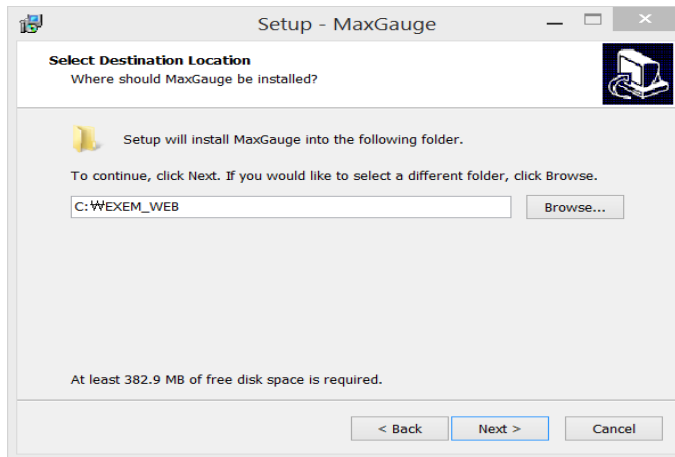 Setup - MaxGauge
Select Destination Location
Where should MaxGauge be installed?
Setup will install MaxGauge into the following folder.
To continue, click Next. If you would like to select a different folder, click Browse.
C:₩EXEM_WEB
Browse...
At least 382.9 MB of free disk space is required.
< Back
Next >
Cancel